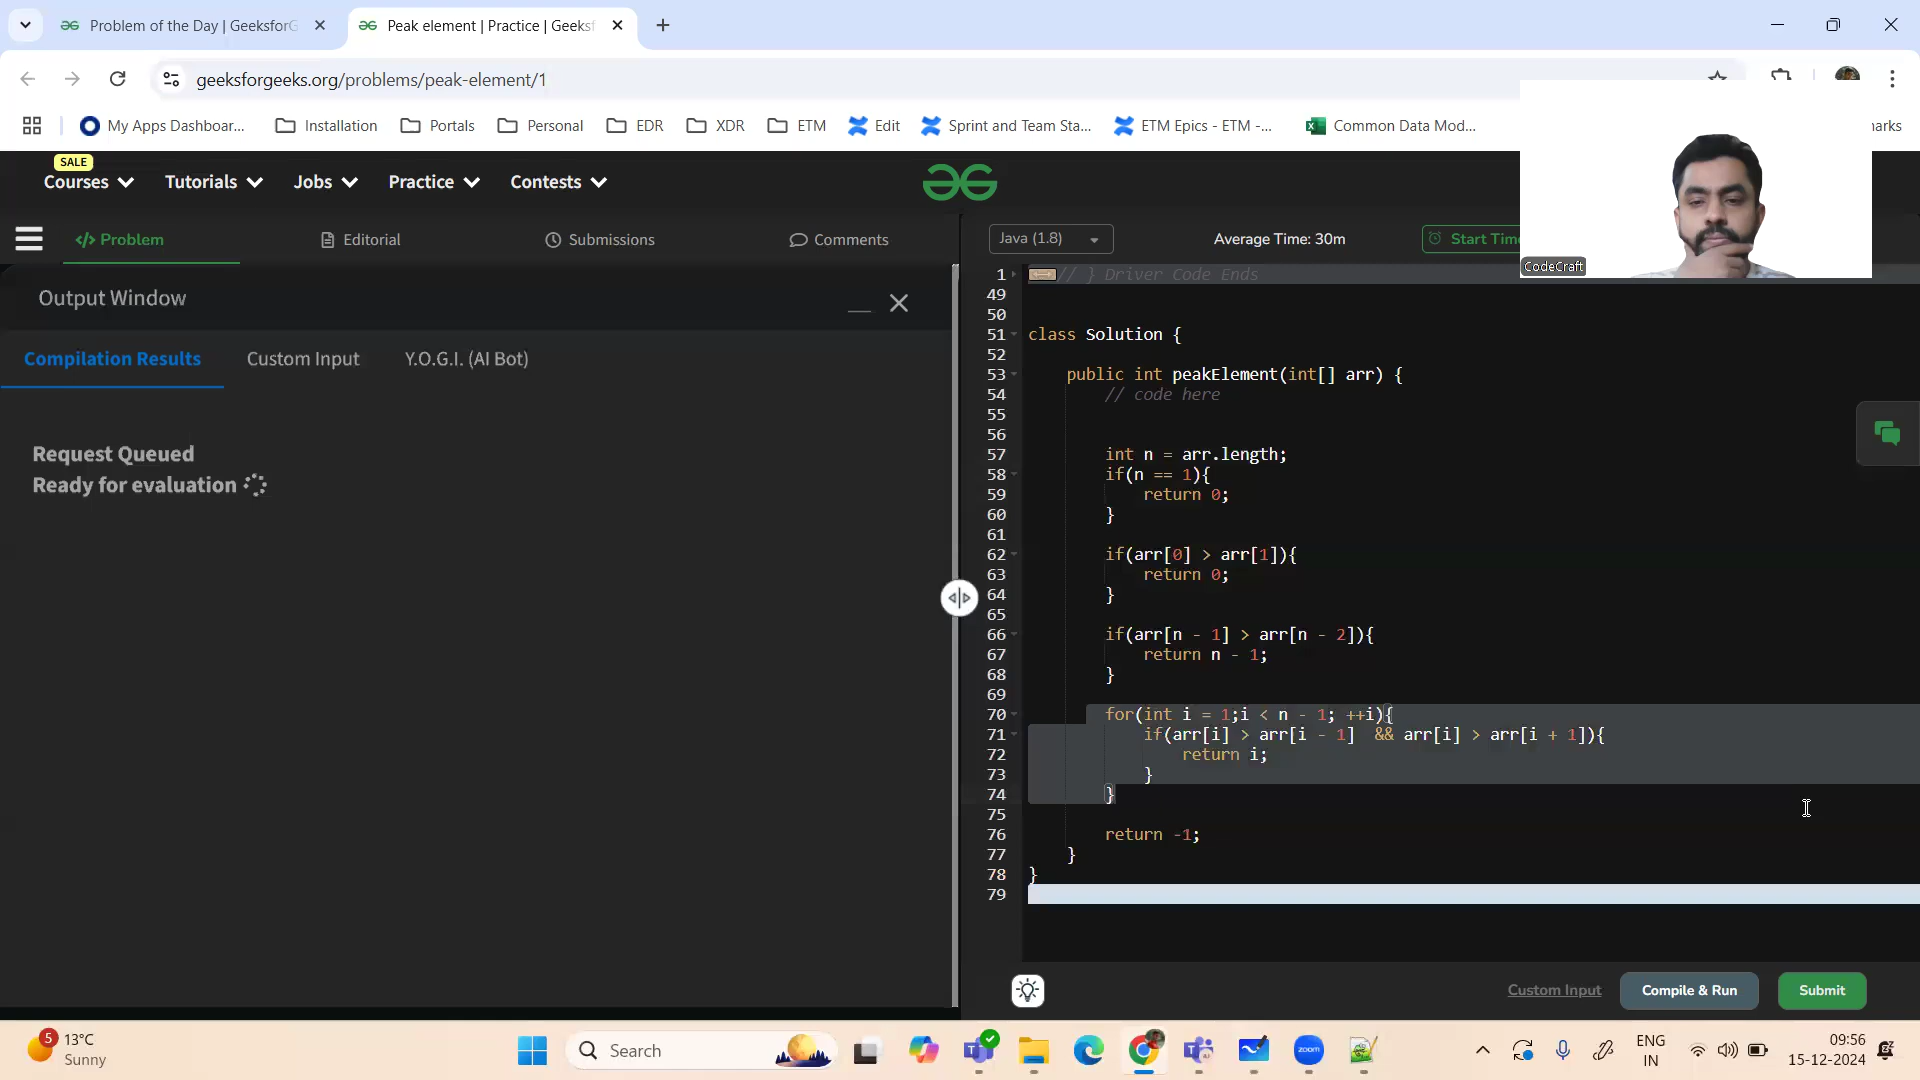 Problem of the Day | GeeksforG
Peak element | Practice | Geeksf
geeksforgeeks.org/problems/peak-element/1
My Apps Dashboar...
Installation
Portals
Personal
EDR
XDR
ETM
Edit
Sprint and Team Sta...
ETM Epics - ETM -...
Common Data Mod...
arks
SALE
Courses
Tutorials
Jobs
Practice
Contests
Problem
Editorial
Submissions
Comments
Java (1.8)
Average Time: 30m
Start Time
CodeCraft
Output Window
Compilation Results
Custom Input
Y.O.G.I. (AI Bot)
Request Queued
Ready for evaluation
1 // } Driver Code Ends
49
50
51 class Solution {
52
53 public int peakElement(int[] arr) {
54 // code here
55
56
57 int n = arr.length;
58 if(n == 1){
59 return 0;
60 }
61
62 if(arr[0] > arr[1]){
63 return 0;
64 }
65
66 if(arr[n - 1] > arr[n - 2]){
67 return n - 1;
68 }
69
70 for(int i = 1;i < n - 1; ++i){
71 if(arr[i] > arr[i - 1]  && arr[i] > arr[i + 1]){
72 return i;
73 }
74 }
75
76 return -1;
77 }
78 }
79
Custom Input
Compile & Run
Submit
5
13°C
Sunny
Search
zoom
ENG
IN
09:56
15-12-2024